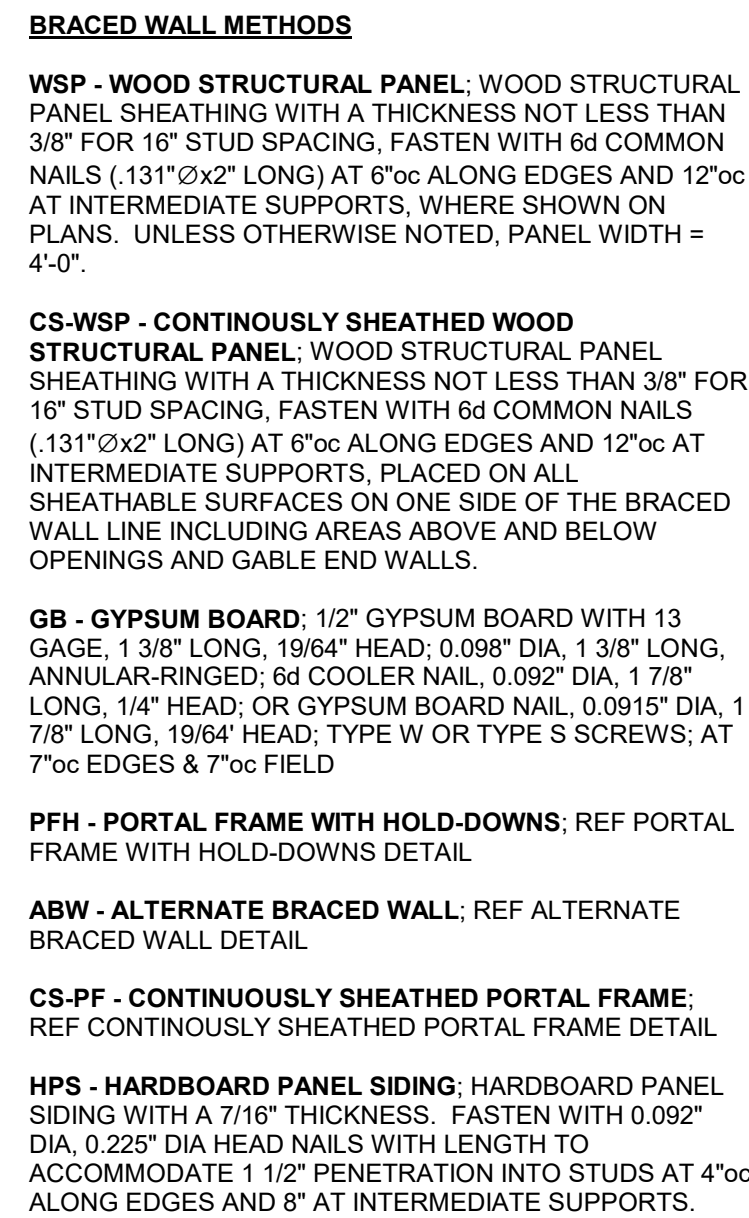 BRACED WALL METHODS
WSP - WOOD STRUCTURAL PANEL; WOOD STRUCTURAL
PANEL SHEATHING WITH A THICKNESS NOT LESS THAN
3/8" FOR 16" STUD SPACING, FASTEN WITH 6d COMMON
NAILS (.131"∅x2" LONG) AT 6"oc ALONG EDGES AND 12"oc
AT INTERMEDIATE SUPPORTS, WHERE SHOWN ON
PLANS. UNLESS OTHERWISE NOTED, PANEL WIDTH =
4'-0".
CS-WSP - CONTINOUSLY SHEATHED WOOD
STRUCTURAL PANEL; WOOD STRUCTURAL PANEL
SHEATHING WITH A THICKNESS NOT LESS THAN 3/8" FOR
16" STUD SPACING, FASTEN WITH 6d COMMON NAILS
(.131"∅x2" LONG) AT 6"oc ALONG EDGES AND 12"oc AT
INTERMEDIATE SUPPORTS, PLACED ON ALL
SHEATHABLE SURFACES ON ONE SIDE OF THE BRACED
WALL LINE INCLUDING AREAS ABOVE AND BELOW
OPENINGS AND GABLE END WALLS.
GB - GYPSUM BOARD; 1/2" GYPSUM BOARD WITH 13
GAGE, 1 3/8" LONG, 19/64" HEAD; 0.098" DIA, 1 3/8" LONG,
ANNULAR-RINGED; 6d COOLER NAIL, 0.092" DIA, 1 7/8"
LONG, 1/4" HEAD; OR GYPSUM BOARD NAIL, 0.0915" DIA, 1
7/8" LONG, 19/64' HEAD; TYPE W OR TYPE S SCREWS; AT
7"oc EDGES & 7"oc FIELD
PFH - PORTAL FRAME WITH HOLD-DOWNS; REF PORTAL
FRAME WITH HOLD-DOWNS DETAIL
ABW - ALTERNATE BRACED WALL; REF ALTERNATE
BRACED WALL DETAIL
CS-PF - CONTINUOUSLY SHEATHED PORTAL FRAME;
REF CONTINOUSLY SHEATHED PORTAL FRAME DETAIL
HPS - HARDBOARD PANEL SIDING; HARDBOARD PANEL
SIDING WITH A 7/16" THICKNESS. FASTEN WITH 0.092"
DIA, 0.225" DIA HEAD NAILS WITH LENGTH TO
ACCOMMODATE 1 1/2" PENETRATION INTO STUDS AT 4"oc
ALONG EDGES AND 8" AT INTERMEDIATE SUPPORTS.